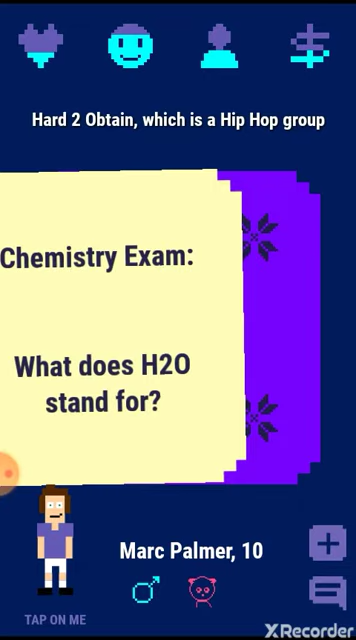 Hard 2 Obtain, which is a Hip Hop group
Chemistry Exam:
What does H2O
stand for?
Marc Palmer, 10
TAP ON ME
XRecorder